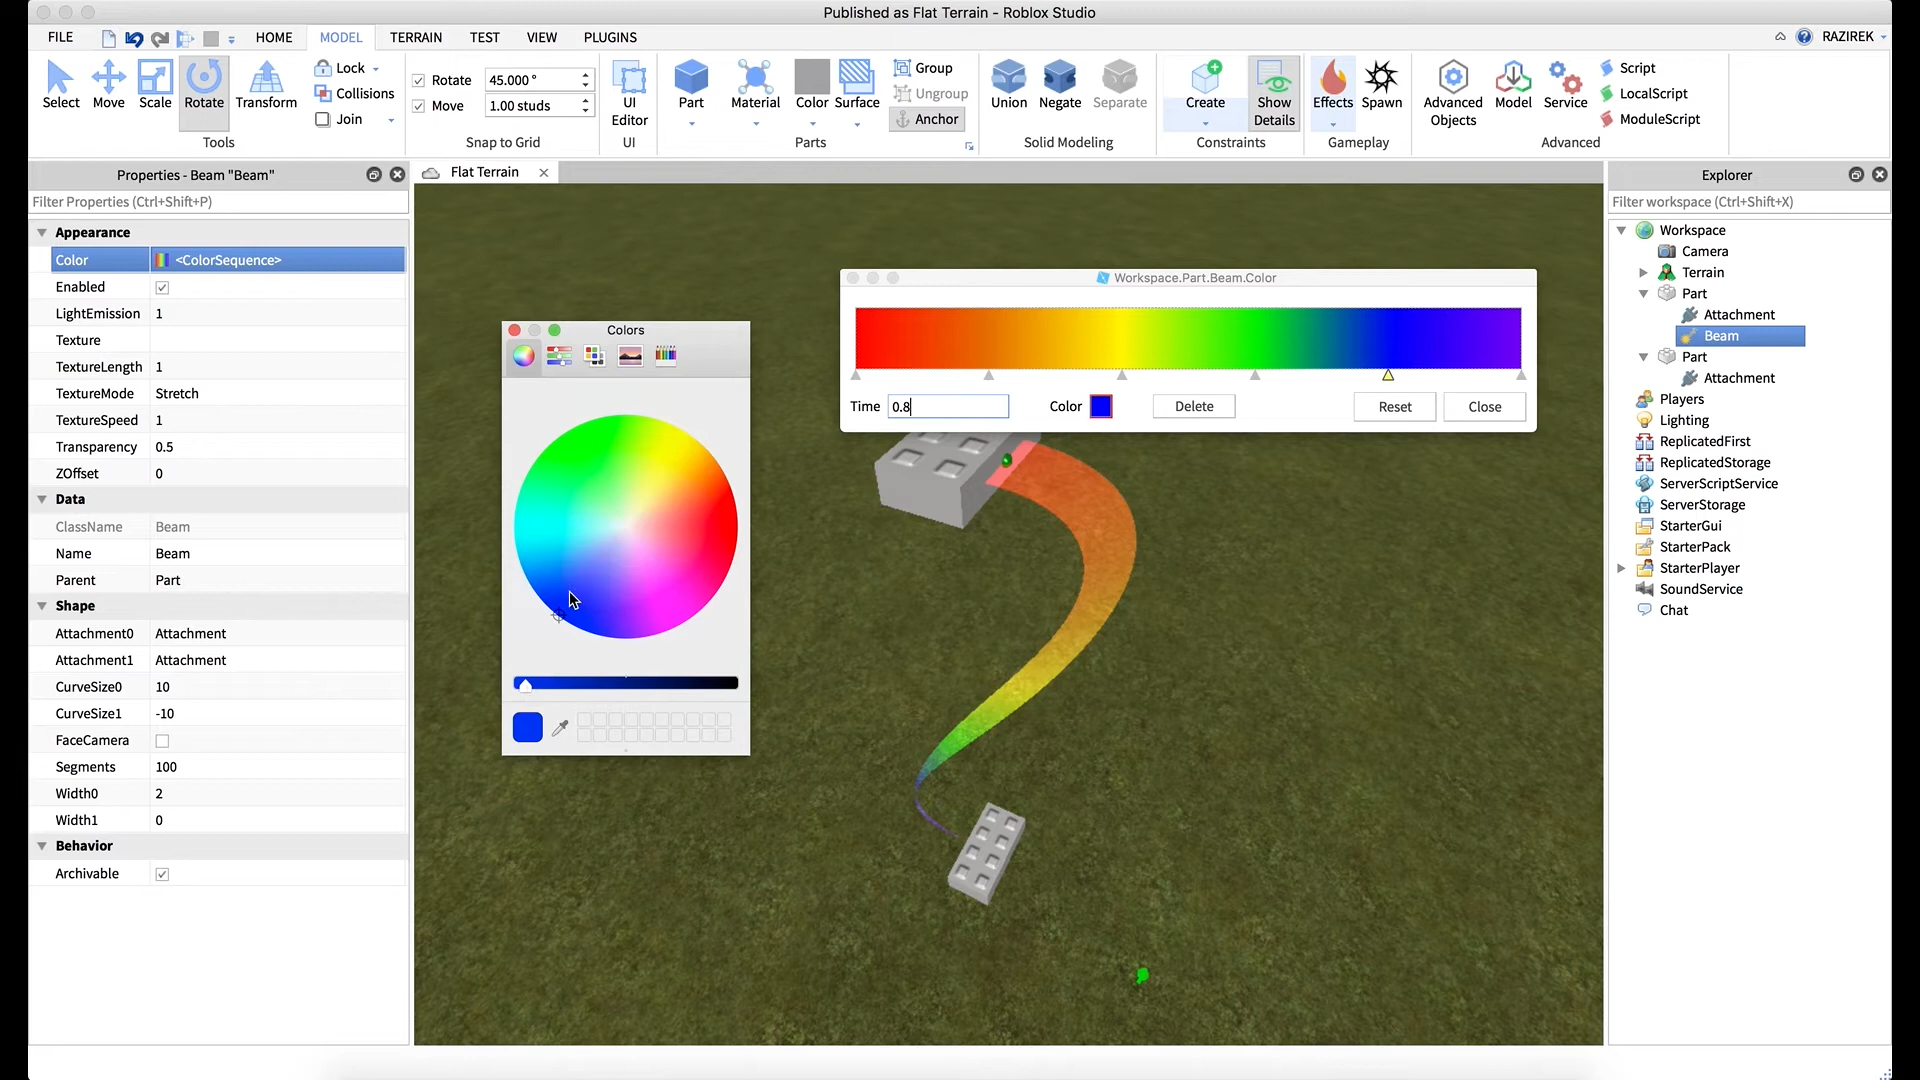 Published as Flat Terrain - Roblox Studio
FILE
HOME
MODEL
TERRAIN
TEST
VIEW
PLUGINS
RAZIREK
Select
Move
Scale
Rotate
Transform
Lock
Collisions
Join
Tools
Rotate
45.000 °
Move
1.00 studs
Snap to Grid
UI
Editor
UI
Part
Material
Color
Surface
Group
Ungroup
Anchor
Parts
Union
Negate
Separate
Solid Modeling
Create
Show
Details
Constraints
Effects
Spawn
Gameplay
Advanced
Objects
Model
Service
Script
LocalScript
ModuleScript
Advanced
Properties - Beam "Beam"
Filter Properties (Ctrl+Shift+P)
Appearance
Color <ColorSequence>
Enabled
LightEmission 1
Texture
TextureLength 1
TextureMode Stretch
TextureSpeed 1
Transparency 0.5
ZOffset 0
Data
ClassName Beam
Name Beam
Parent Part
Shape
Attachment0 Attachment
Attachment1 Attachment
CurveSize0 10
CurveSize1 -10
FaceCamera
Segments 100
Width0 2
Width1 0
Behavior
Archivable
Flat Terrain
Colors
Workspace.Part.Beam.Color
Time 0.8
Color
Delete
Reset
Close
Explorer
Filter workspace (Ctrl+Shift+X)
Workspace
Camera
Terrain
Part
Attachment
Beam
Part
Attachment
Players
Lighting
ReplicatedFirst
ReplicatedStorage
ServerScriptService
ServerStorage
StarterGui
StarterPack
StarterPlayer
SoundService
Chat